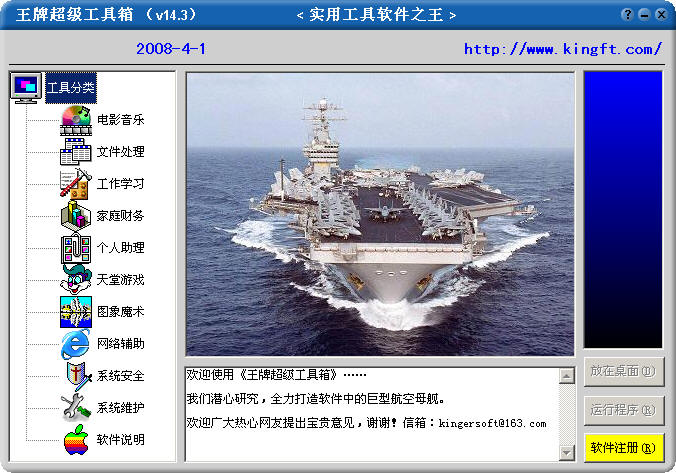 王牌超级工具箱 （v14.3） < 实用工具软件之王 >
2008-4-1 http://www.kingft.com/
工具分类
电影音乐
文件处理
工作学习
家庭财务
个人助理
天堂游戏
图象魔术
网络辅助
系统安全
系统维护
软件说明
欢迎使用《王牌超级工具箱》……
我们潜心研究，全力打造软件中的巨型航空母舰。
欢迎广大热心网友提出宝贵意见，谢谢！信箱：kingersoft@163.com
放在桌面(D)
运行程序(R)
软件注册(R)